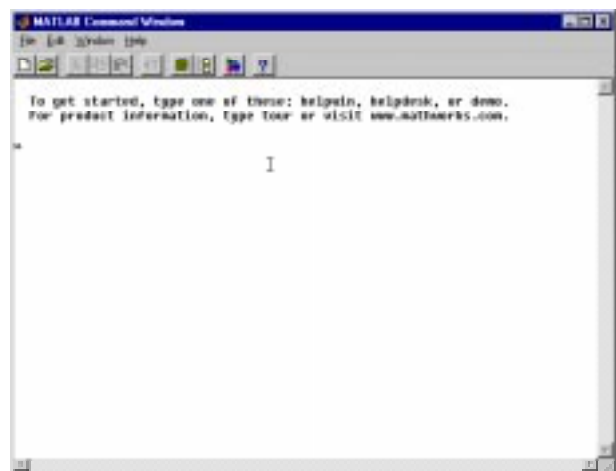 MATLAB Command Window
File Edit Window Help
To get started, type one of these: helpwin, helpdesk, or demo.
For product information, type tour or visit www.mathworks.com.